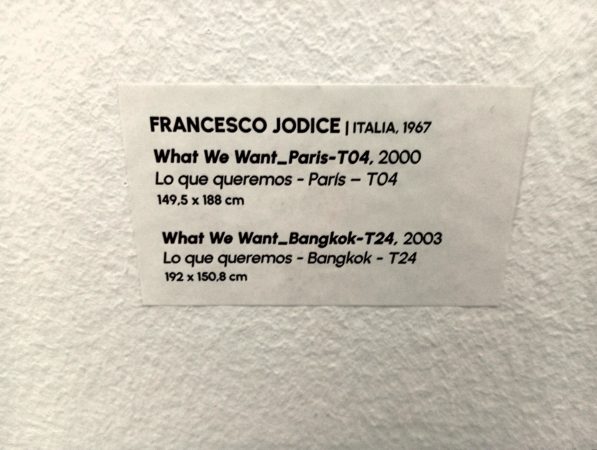 FRANCESCO JODICE | ITALIA, 1967
What We Want_Paris-T04, 2000
Lo que queremos - París – T04
149,5 x 188 cm
What We Want_Bangkok-T24, 2003
Lo que queremos - Bangkok - T24
192 x 150,8 cm